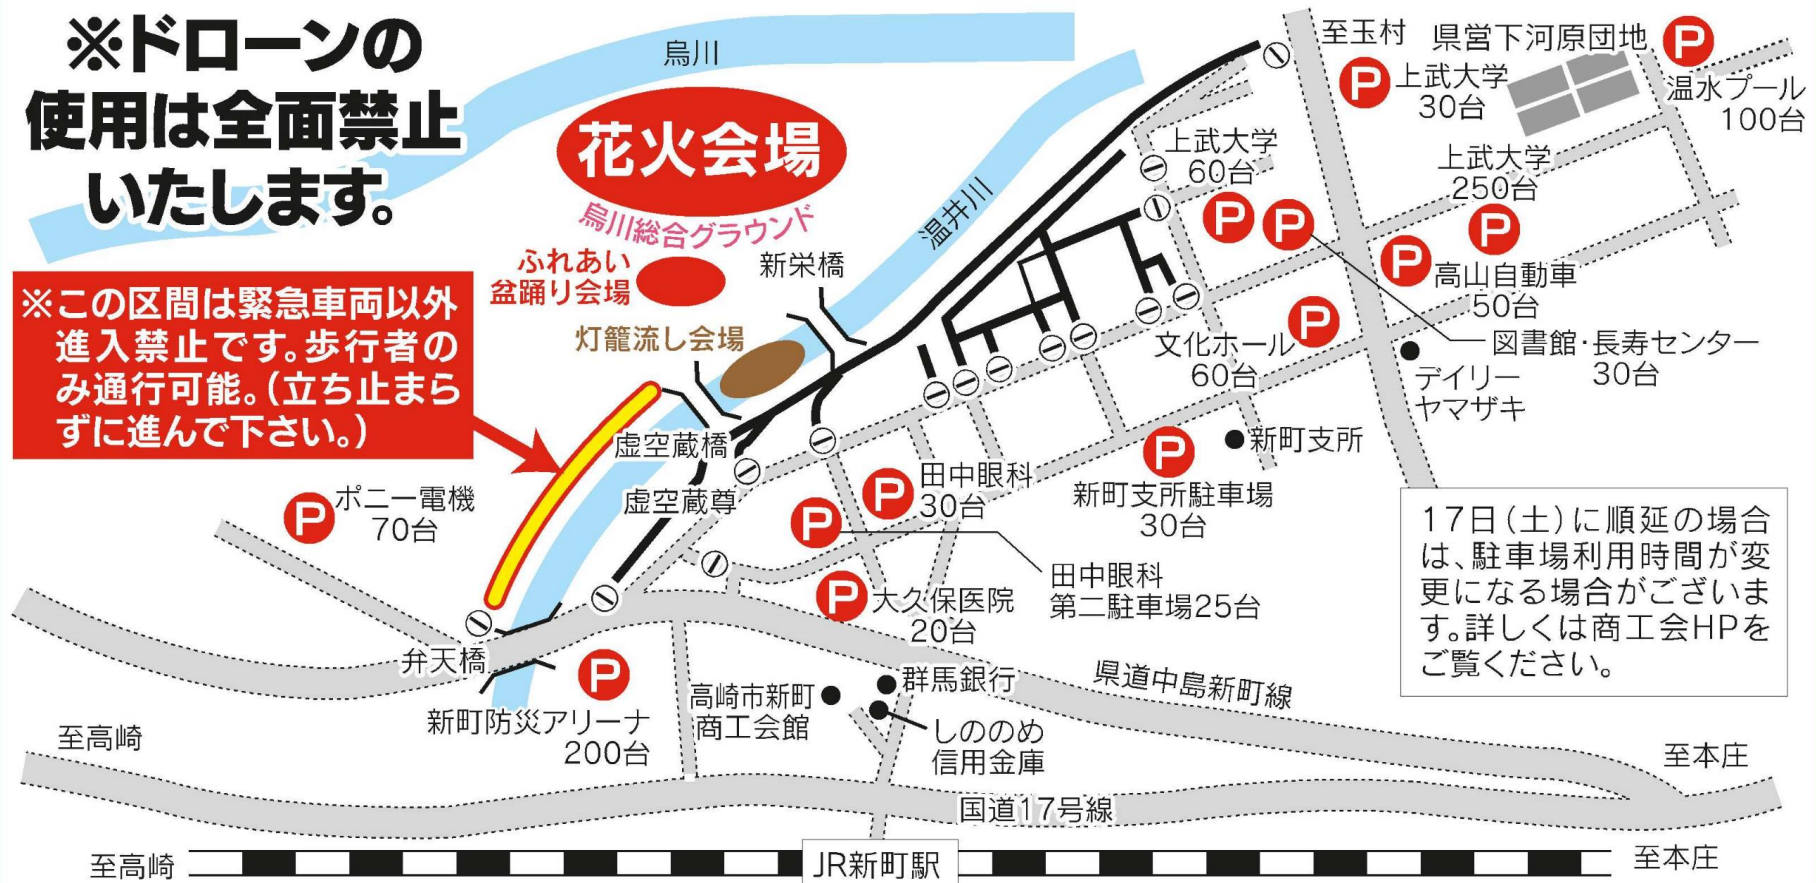 ※ドローンの
使用は全面禁止
いたします。
烏川
花火会場
烏川総合グラウンド
ふれあい
盆踊り会場
新栄橋
温井川
灯籠流し会場
※この区間は緊急車両以外
進入禁止です。歩行者の
み通行可能。(立ち止まら
ずに進んで下さい。)
至玉村
県営下河原団地
P
P
上武大学
30台
温水プール
100台
上武大学
60台
上武大学
250台
P
P
P
P
高山自動車
50台
P
文化ホール
60台
図書館・長寿センター
30台
デイリー
ヤマザキ
虚空蔵橋
虚空蔵尊
P
ポニー電機
70台
P
田中眼科
30台
P
新町支所
新町支所駐車場
30台
P
田中眼科
第二駐車場25台
P
大久保医院
20台
17日(土)に順延の場合
は、駐車場利用時間が変
更になる場合がございま
す。詳しくは商工会HPを
ご覧ください。
弁天橋
P
新町防災アリーナ
200台
高崎市新町
商工会館
群馬銀行
しののめ
信用金庫
県道中島新町線
至高崎
至本庄
国道17号線
至高崎
JR新町駅
至本庄